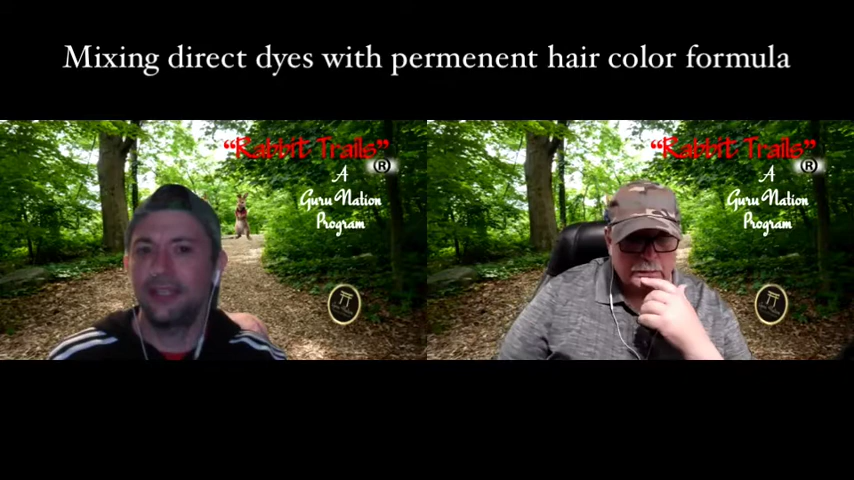 Mixing direct dyes with permenent hair color formula
“Rabbit Trails”®
A
Guru Nation
Program
“Rabbit Trails”®
A
Guru Nation
Program